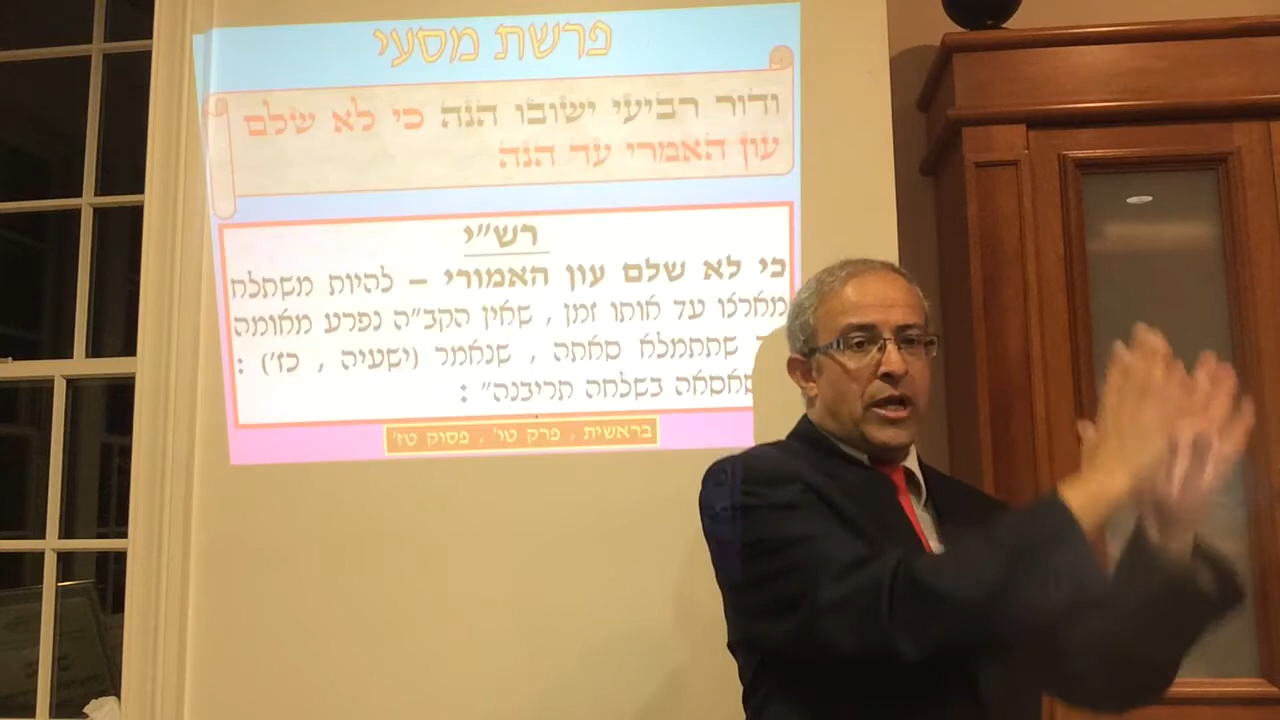 פרשת מסעי
ודור רביעי ישובו הנה כי לא שלם
עון האמרי עד הנה
רש"י
כי לא שלם עון האמורי – להיות משתלח
מארצו עד אותו זמן , שאין הקב"ה נפרע מאומה
שתתמלא סאתה , שנאמר (ישעיה , כז') :
בשלחה תריבנה" :
בראשית , פרק טו' , פסוק טז'